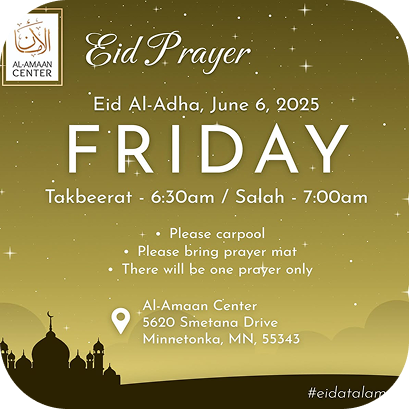 الأمان
AL-AMAAN
CENTER
Eid Prayer
Eid Al-Adha, June 6, 2025
FRIDAY
Takbeerat - 6:30am / Salah - 7:00am
• Please carpool
• Please bring prayer mat
• There will be one prayer only
Al-Amaan Center
5620 Smetana Drive
Minnetonka, MN, 55343
#eidatalam